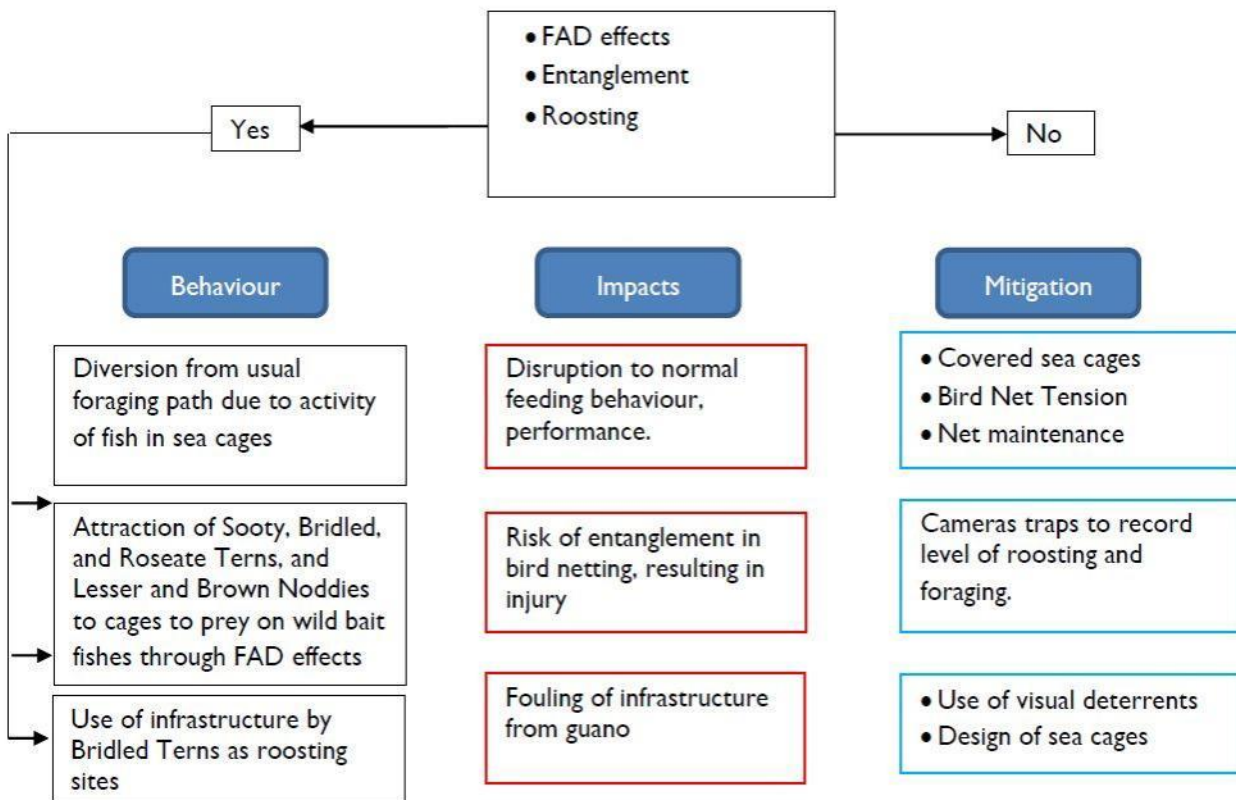 • FAD effects
• Entanglement
• Roosting
Yes
No
Behaviour
Impacts
Mitigation
Diversion from usual
foraging path due to activity
of fish in sea cages
Disruption to normal
feeding behaviour,
performance.
• Covered sea cages
• Bird Net Tension
• Net maintenance
Attraction of Sooty, Bridled,
and Roseate Terns, and
Lesser and Brown Noddies
to cages to prey on wild bait
fishes through FAD effects
Risk of entanglement in
bird netting, resulting in
injury
Cameras traps to record
level of roosting and
foraging.
Use of infrastructure by
Bridled Terns as roosting
sites
Fouling of infrastructure
from guano
• Use of visual deterrents
• Design of sea cages